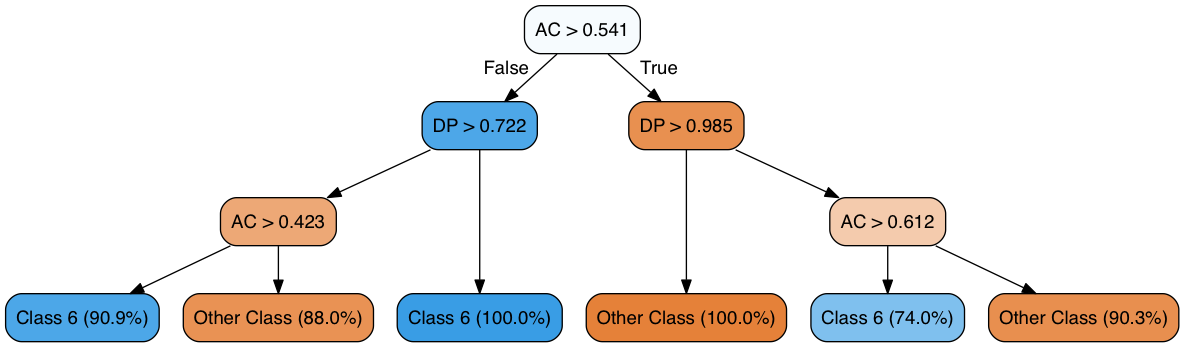 AC > 0.541
False
True
DP > 0.722
DP > 0.985
AC > 0.423
AC > 0.612
Class 6 (90.9%)
Other Class (88.0%)
Class 6 (100.0%)
Other Class (100.0%)
Class 6 (74.0%)
Other Class (90.3%)